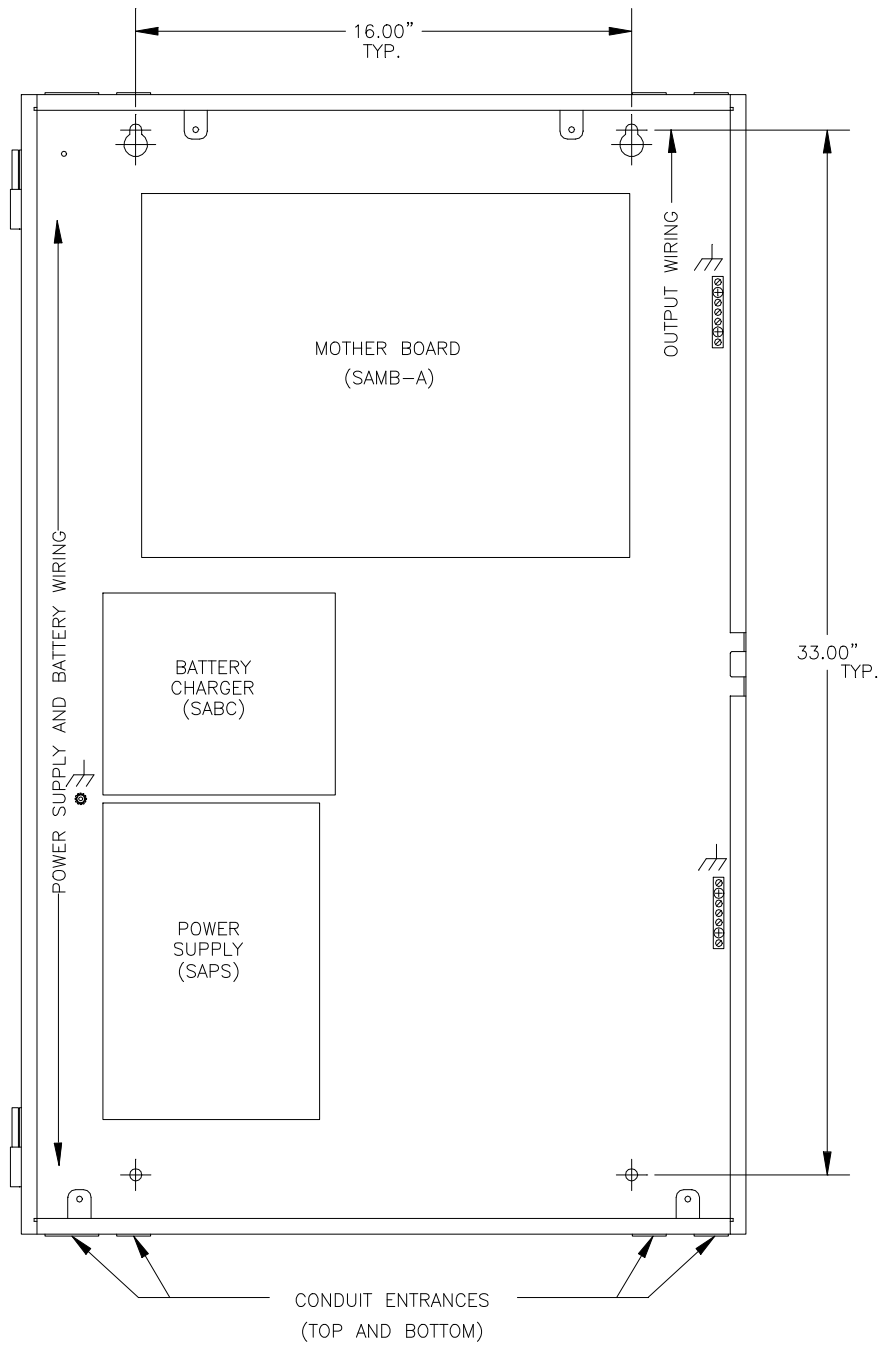 16.00”
TYP.
OUTPUT WIRING
MOTHER BOARD
(SAMB-A)
POWER SUPPLY AND BATTERY WIRING
33.00”
TYP.
BATTERY
CHARGER
(SABC)
POWER
SUPPLY
(SAPS)
CONDUIT ENTRANCES
(TOP AND BOTTOM)